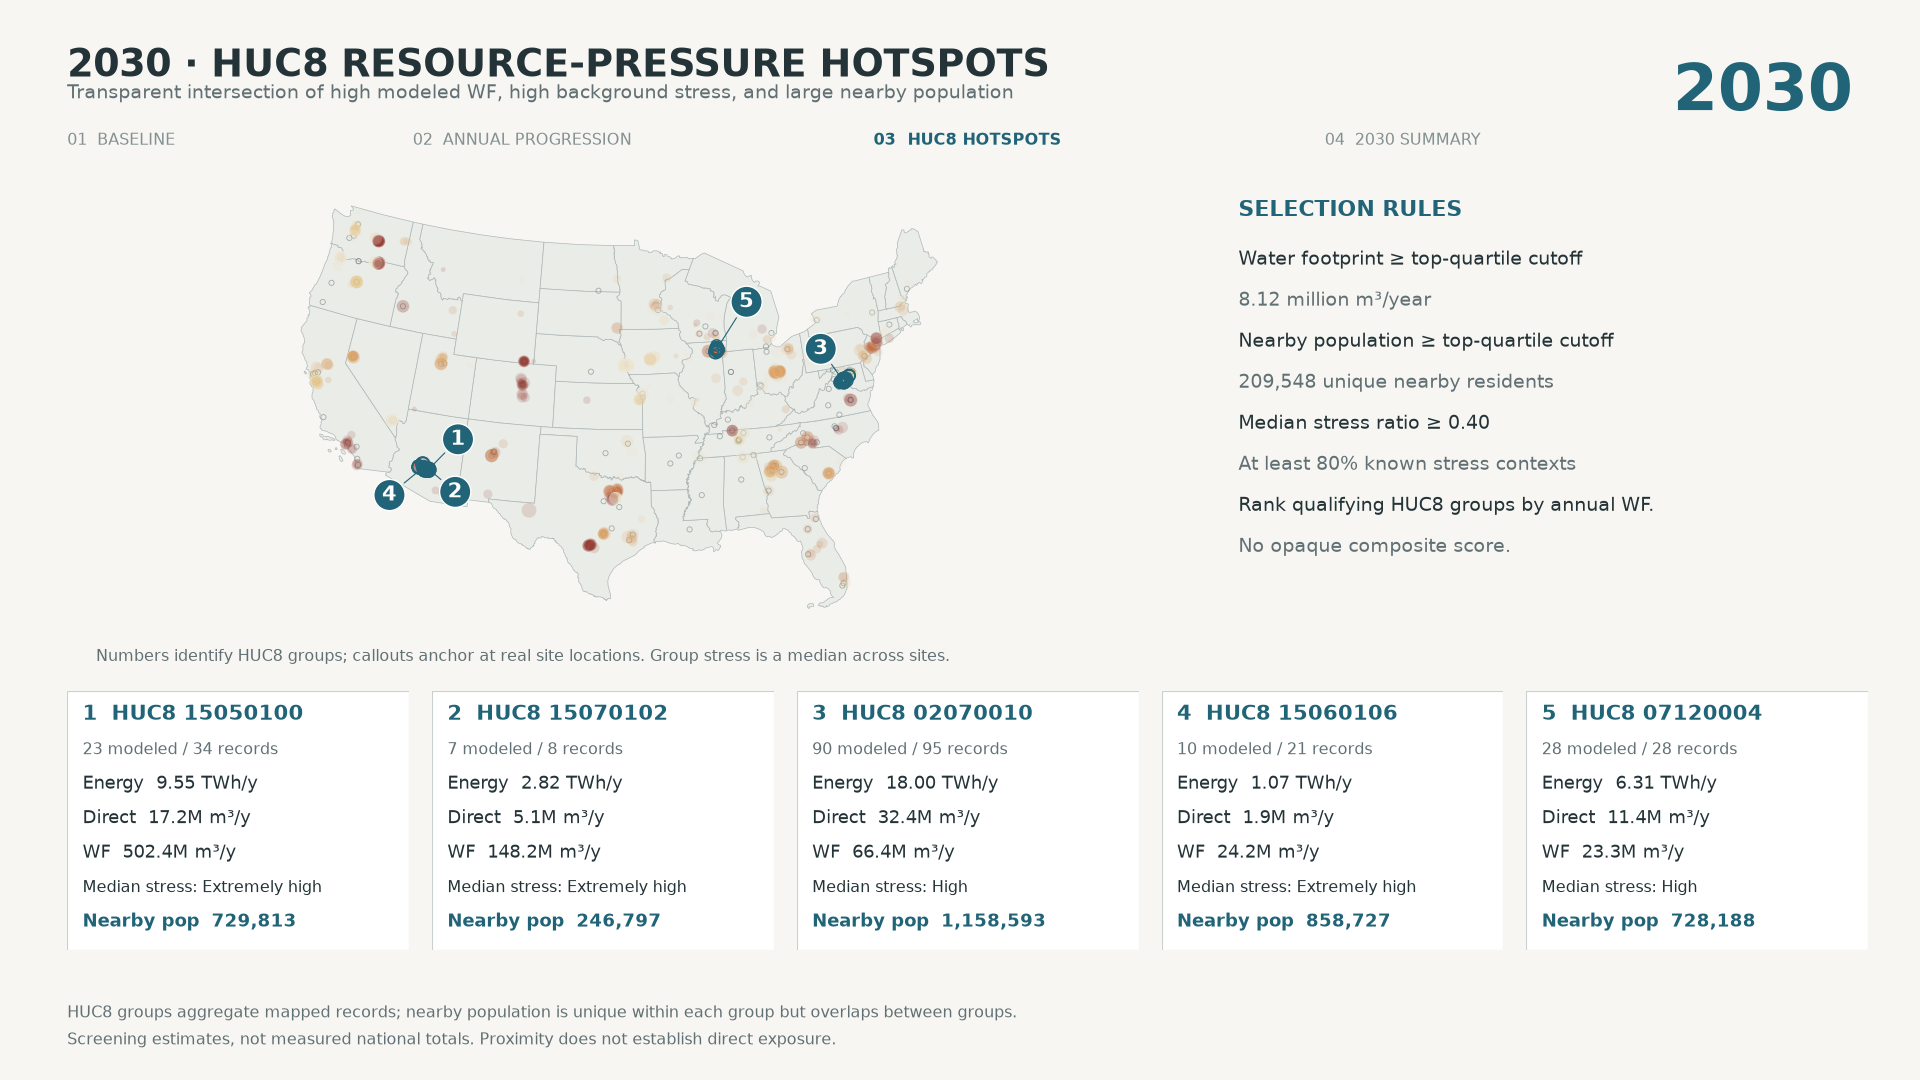 2030 · HUC8 RESOURCE-PRESSURE HOTSPOTS
Transparent intersection of high modeled WF, high background stress, and large nearby population
2030
01 BASELINE
02 ANNUAL PROGRESSION
03 HUC8 HOTSPOTS
04 2030 SUMMARY
5
3
1
4
2
SELECTION RULES
Water footprint ≥ top-quartile cutoff
8.12 million m³/year
Nearby population ≥ top-quartile cutoff
209,548 unique nearby residents
Median stress ratio ≥ 0.40
At least 80% known stress contexts
Rank qualifying HUC8 groups by annual WF.
No opaque composite score.
Numbers identify HUC8 groups; callouts anchor at real site locations. Group stress is a median across sites.
1 HUC8 15050100
23 modeled / 34 records
Energy 9.55 TWh/y
Direct 17.2M m³/y
WF 502.4M m³/y
Median stress: Extremely high
Nearby pop 729,813
2 HUC8 15070102
7 modeled / 8 records
Energy 2.82 TWh/y
Direct 5.1M m³/y
WF 148.2M m³/y
Median stress: Extremely high
Nearby pop 246,797
3 HUC8 02070010
90 modeled / 95 records
Energy 18.00 TWh/y
Direct 32.4M m³/y
WF 66.4M m³/y
Median stress: High
Nearby pop 1,158,593
4 HUC8 15060106
10 modeled / 21 records
Energy 1.07 TWh/y
Direct 1.9M m³/y
WF 24.2M m³/y
Median stress: Extremely high
Nearby pop 858,727
5 HUC8 07120004
28 modeled / 28 records
Energy 6.31 TWh/y
Direct 11.4M m³/y
WF 23.3M m³/y
Median stress: High
Nearby pop 728,188
HUC8 groups aggregate mapped records; nearby population is unique within each group but overlaps between groups.
Screening estimates, not measured national totals. Proximity does not establish direct exposure.